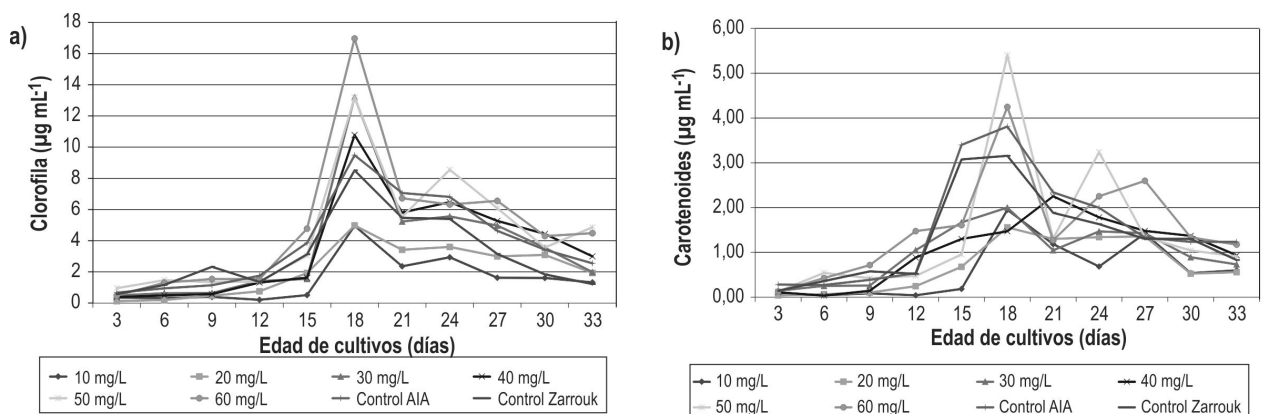 a)
Clorofila (µg mL⁻¹)
18
16
14
12
10
8
6
4
2
0
3 6 9 12 15 18 21 24 27 30 33
Edad de cultivos (días)
10 mg/L 20 mg/L 30 mg/L 40 mg/L
50 mg/L 60 mg/L Control AIA Control Zarrouk
b)
Carotenoides (µg mL⁻¹)
6,00
5,00
4,00
3,00
2,00
1,00
0,00
3 6 9 12 15 18 21 24 27 30 33
Edad de cultivos (días)
10 mg/L 20 mg/L 30 mg/L 40 mg/L
50 mg/L 60 mg/L Control AIA Control Zarrouk